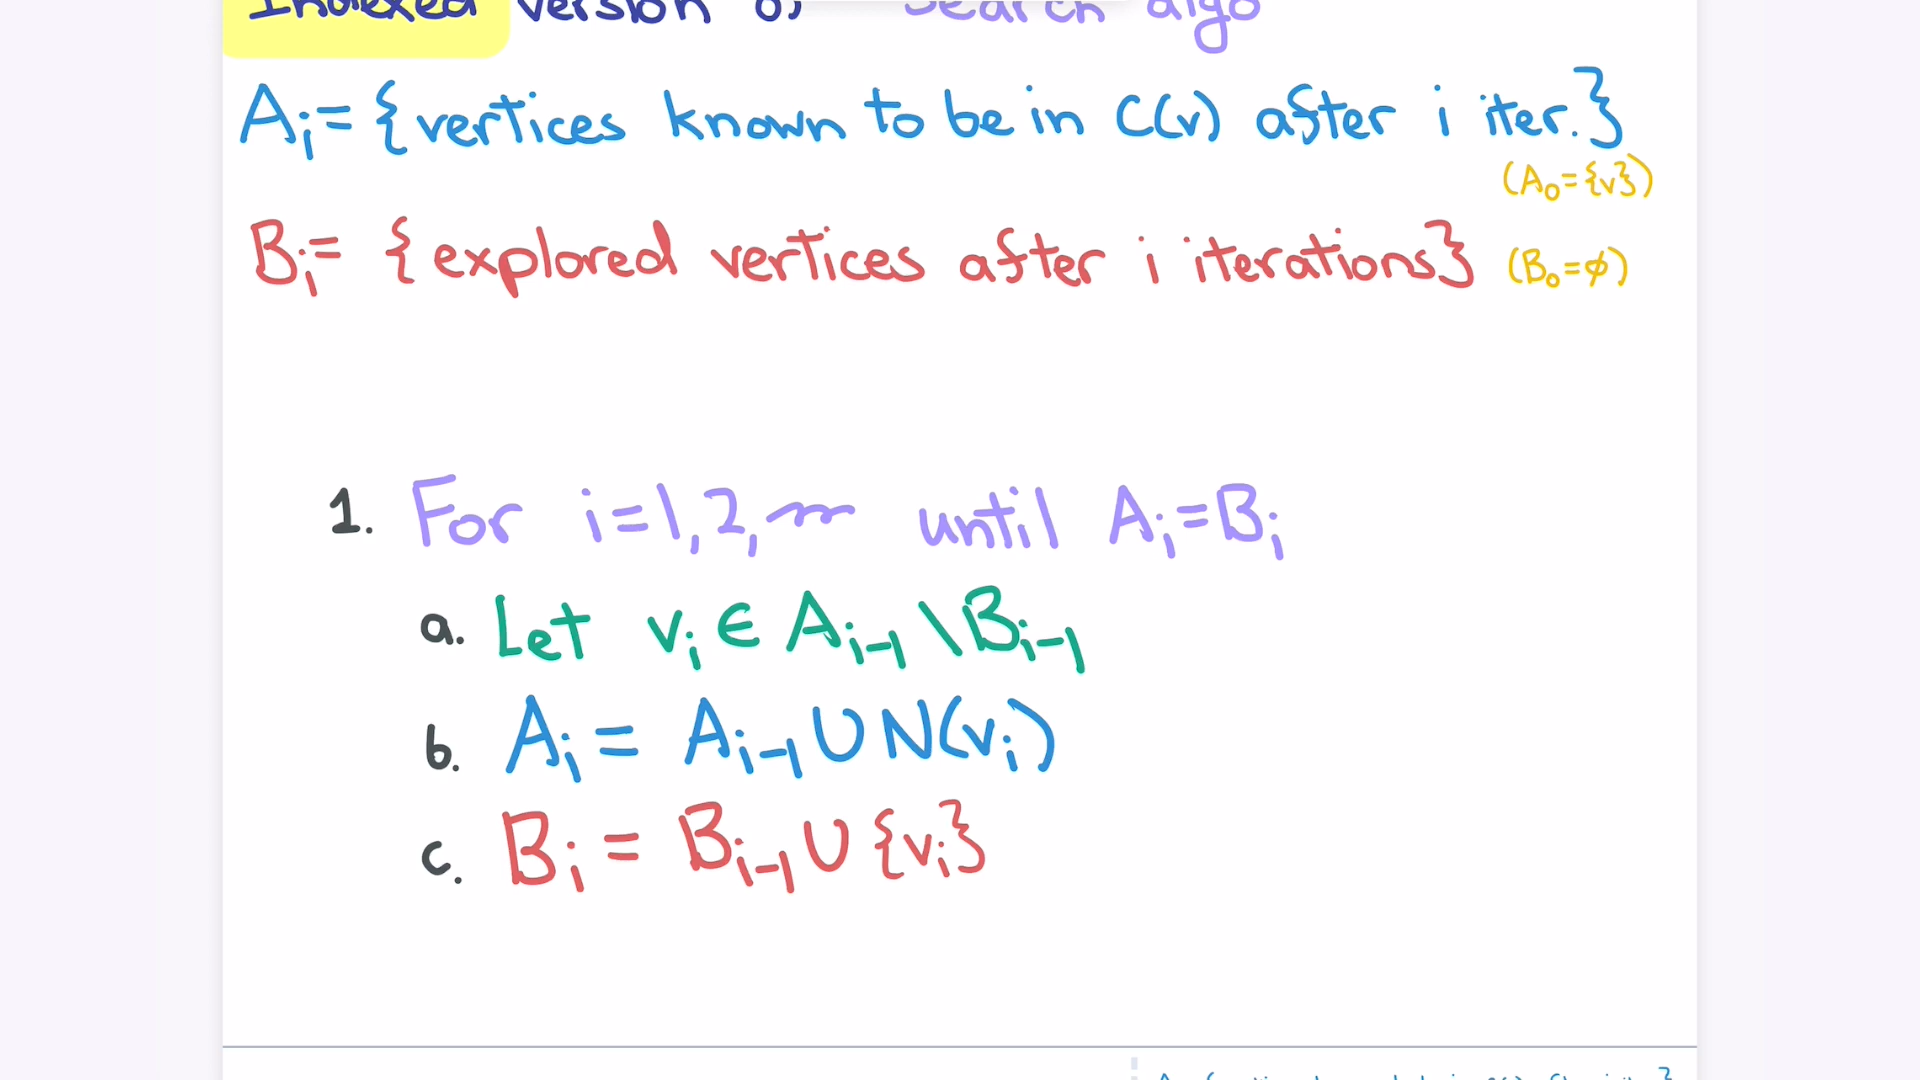 Indexed version of Search algo
A_i = {vertices known to be in C(v) after i iter.}
(A_0 = {v})
B_i = {explored vertices after i iterations} (B_0 = ∅)
1. For i=1,2,... until A_i = B_i
a. Let v_i ∈ A_{i-1} \ B_{i-1}
b. A_i = A_{i-1} ∪ N(v_i)
c. B_i = B_{i-1} ∪ {v_i}